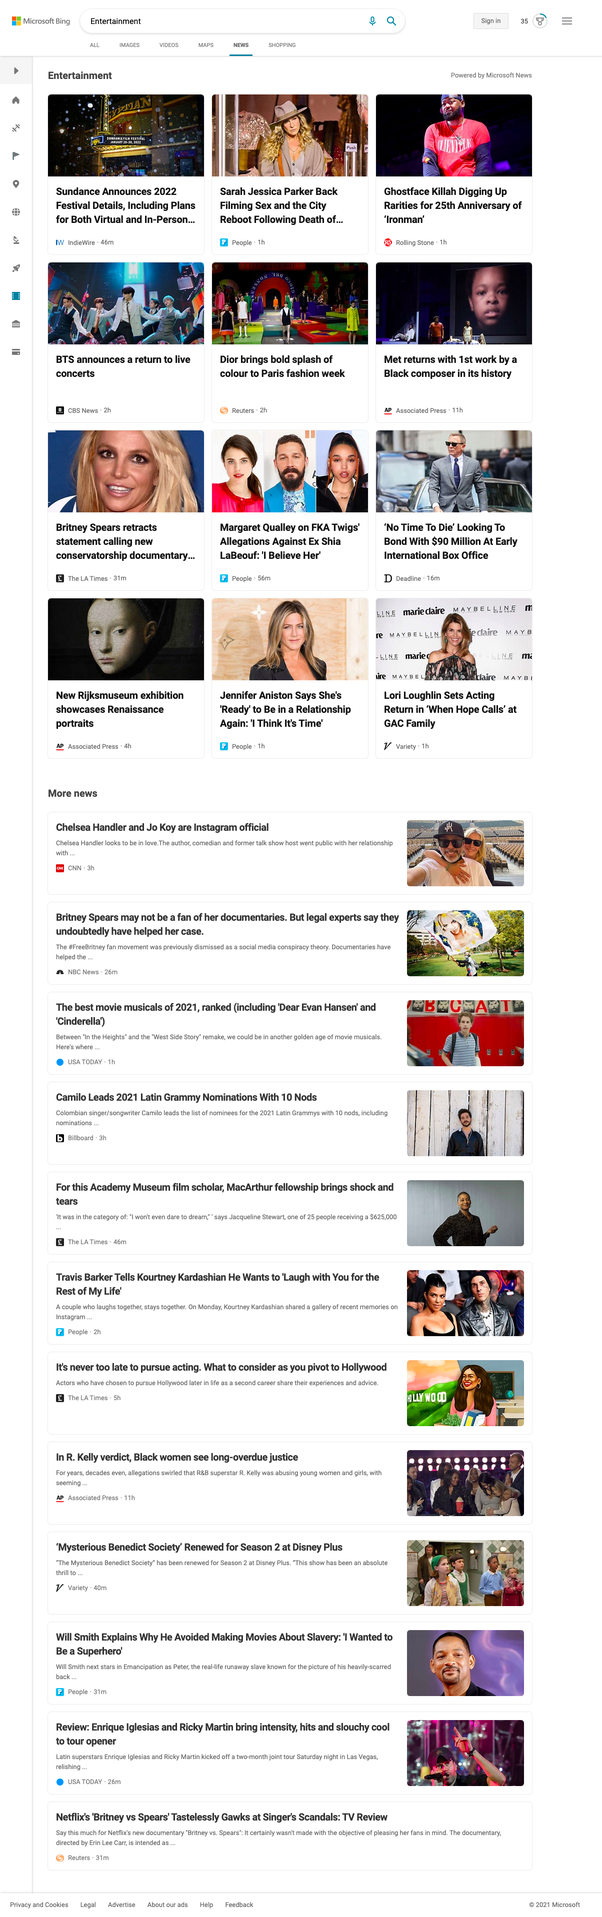 Microsoft Bing
Entertainment
Sign in
35
ALL
IMAGES
VIDEOS
MAPS
NEWS
SHOPPING
Entertainment
Powered by Microsoft News
Sundance Announces 2022
Festival Details, Including Plans
for Both Virtual and In-Person...
IndieWire · 46m
Sarah Jessica Parker Back
Filming Sex and the City
Reboot Following Death of...
People · 1h
Ghostface Killah Digging Up
Rarities for 25th Anniversary of
'Ironman'
Rolling Stone · 1h
BTS announces a return to live
concerts
CBS News · 2h
Dior brings bold splash of
colour to Paris fashion week
Reuters · 2h
Met returns with 1st work by a
Black composer in its history
AP Associated Press · 11h
Britney Spears retracts
statement calling new
conservatorship documentary...
The LA Times · 31m
Margaret Qualley on FKA Twigs'
Allegations Against Ex Shia
LaBeouf: 'I Believe Her'
People · 56m
'No Time To Die' Looking To
Bond With $90 Million At Early
International Box Office
Deadline · 16m
marie claire MAYBELLINE
New Rijksmuseum exhibition
showcases Renaissance
portraits
AP Associated Press · 4h
Jennifer Aniston Says She's
'Ready' to Be in a Relationship
Again: 'I Think It's Time'
People · 1h
Lori Loughlin Sets Acting
Return in 'When Hope Calls' at
GAC Family
Variety · 1h
More news
Chelsea Handler and Jo Koy are Instagram official
Chelsea Handler looks to be in love.The author, comedian and former talk show host went public with her relationship
with ...
CNN · 3h
Britney Spears may not be a fan of her documentaries. But legal experts say they
undoubtedly have helped her case.
The #FreeBritney fan movement was previously dismissed as a social media conspiracy theory. Documentaries have
helped the ...
NBC News · 26m
The best movie musicals of 2021, ranked (including 'Dear Evan Hansen' and
'Cinderella')
Between "In the Heights" and the "West Side Story" remake, we could be in another golden age of movie musicals.
Here's where ...
USA TODAY · 1h
Camilo Leads 2021 Latin Grammy Nominations With 10 Nods
Colombian singer/songwriter Camilo leads the list of nominees for the 2021 Latin Grammys with 10 nods, including
nominations ...
Billboard · 3h
For this Academy Museum film scholar, MacArthur fellowship brings shock and
tears
'It was in the category of: "I won't even dare to dream," ' says Jacqueline Stewart, one of 25 people receiving a $625,000
...
The LA Times · 46m
Travis Barker Tells Kourtney Kardashian He Wants to 'Laugh with You for the
Rest of My Life'
A couple who laughs together, stays together. On Monday, Kourtney Kardashian shared a gallery of recent memories on
Instagram ...
People · 2h
It's never too late to pursue acting. What to consider as you pivot to Hollywood
Actors who have chosen to pursue Hollywood later in life as a second career share their experiences and advice.
The LA Times · 5h
In R. Kelly verdict, Black women see long-overdue justice
For years, decades even, allegations swirled that R&B superstar R. Kelly was abusing young women and girls, with
seeming ...
AP Associated Press · 11h
'Mysterious Benedict Society' Renewed for Season 2 at Disney Plus
"The Mysterious Benedict Society" has been renewed for Season 2 at Disney Plus. "This show has been an absolute
thrill to ...
Variety · 40m
Will Smith Explains Why He Avoided Making Movies About Slavery: 'I Wanted to
Be a Superhero'
Will Smith next stars in Emancipation as Peter, the real-life runaway slave known for the picture of his heavily-scarred
back ...
People · 31m
Review: Enrique Iglesias and Ricky Martin bring intensity, hits and slouchy cool
to tour opener
Latin superstars Enrique Iglesias and Ricky Martin kicked off a two-month joint tour Saturday night in Las Vegas,
relishing ...
USA TODAY · 26m
Netflix's 'Britney vs Spears' Tastelessly Gawks at Singer's Scandals: TV Review
Say this much for Netflix's new documentary "Britney vs. Spears": It certainly wasn't made with the objective of pleasing her fans in mind. The documentary,
directed by Erin Lee Carr, is intended as ...
Reuters · 31m
Privacy and Cookies
Legal
Advertise
About our ads
Help
Feedback
© 2021 Microsoft